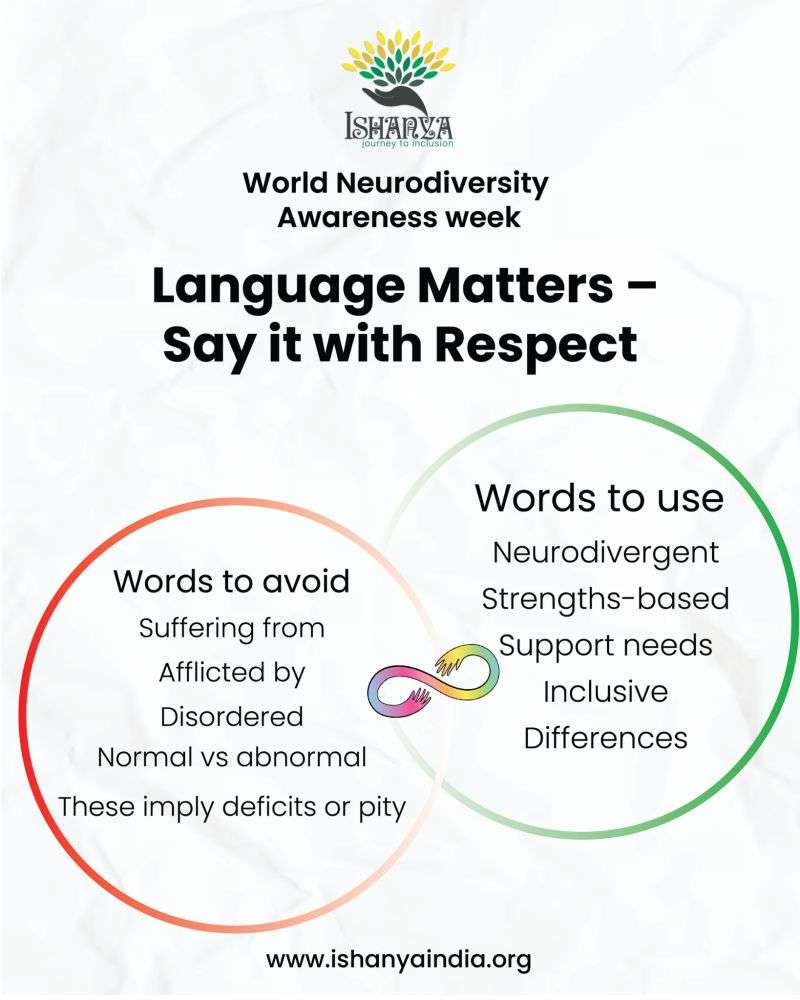 ISHANYA
journey to inclusion
World Neurodiversity
Awareness week
Language Matters –
Say it with Respect
Words to avoid
Suffering from
Afflicted by
Disordered
Normal vs abnormal
These imply deficits or pity
Words to use
Neurodivergent
Strengths-based
Support needs
Inclusive
Differences
www.ishanyaindia.org